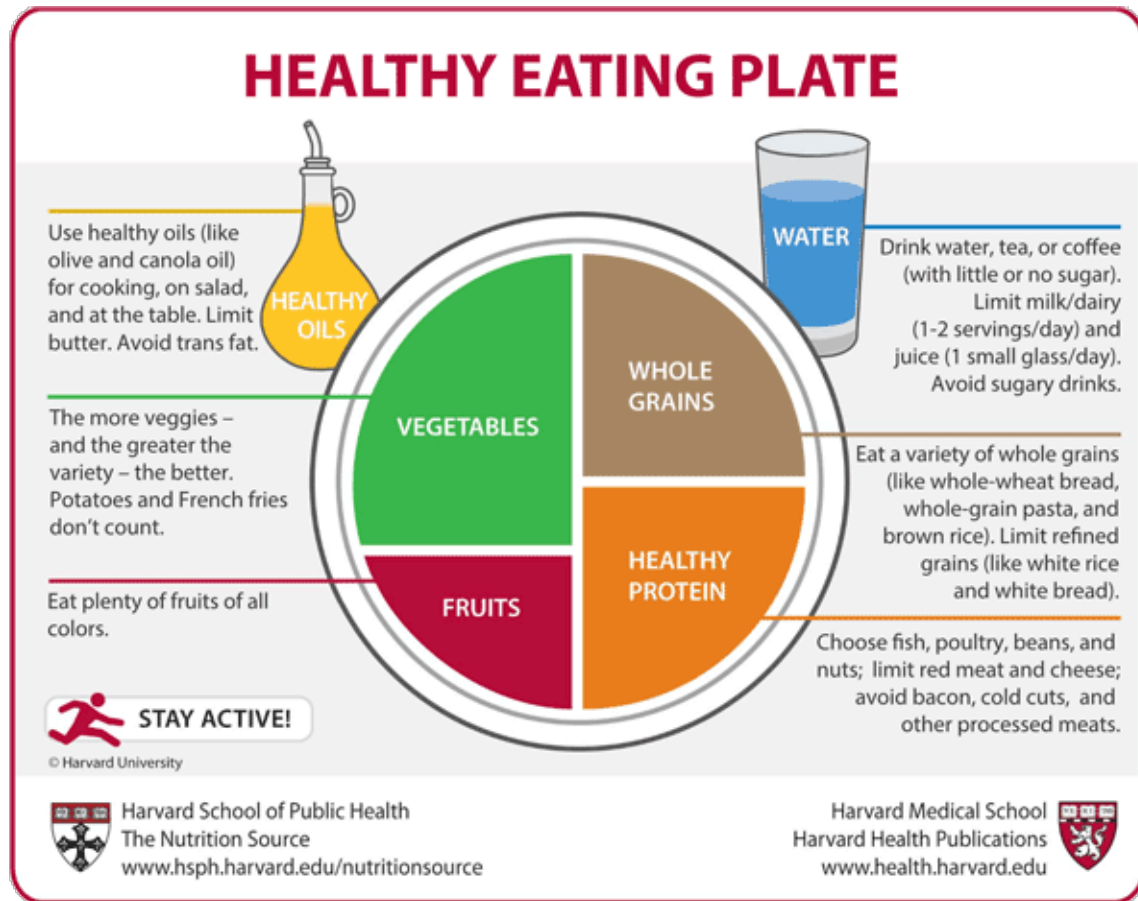 HEALTHY EATING PLATE
Use healthy oils (like
olive and canola oil)
for cooking, on salad,
and at the table. Limit
butter. Avoid trans fat.
HEALTHY
OILS
The more veggies –
and the greater the
variety – the better.
Potatoes and French fries
don't count.
Eat plenty of fruits of all
colors.
VEGETABLES
FRUITS
WHOLE
GRAINS
HEALTHY
PROTEIN
WATER
Drink water, tea, or coffee
(with little or no sugar).
Limit milk/dairy
(1-2 servings/day) and
juice (1 small glass/day).
Avoid sugary drinks.
Eat a variety of whole grains
(like whole-wheat bread,
whole-grain pasta, and
brown rice). Limit refined
grains (like white rice
and white bread).
Choose fish, poultry, beans, and
nuts; limit red meat and cheese;
avoid bacon, cold cuts, and
other processed meats.
STAY ACTIVE!
© Harvard University
Harvard School of Public Health
The Nutrition Source
www.hsph.harvard.edu/nutritionsource
Harvard Medical School
Harvard Health Publications
www.health.harvard.edu